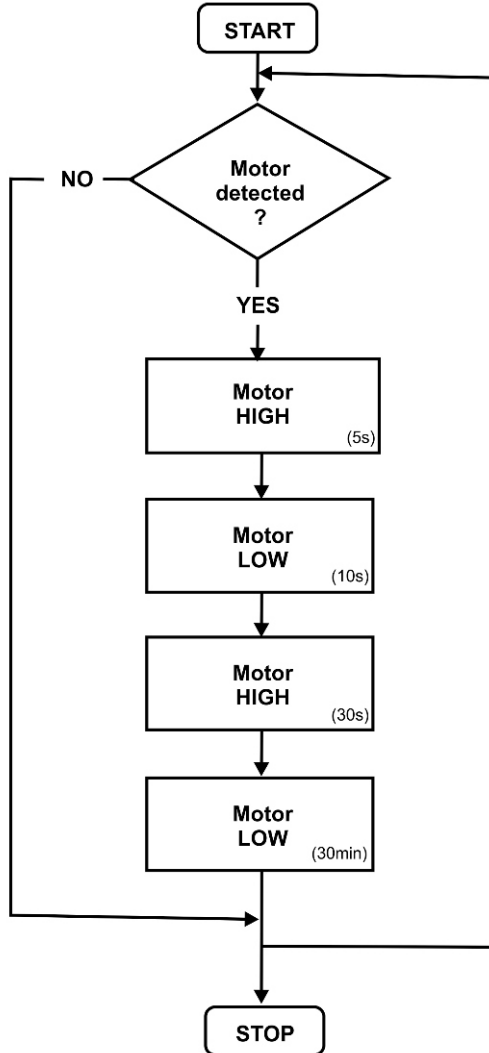 START
Motor
detected
?
NO
YES
Motor
HIGH
(5s)
Motor
LOW
(10s)
Motor
HIGH
(30s)
Motor
LOW
(30min)
STOP